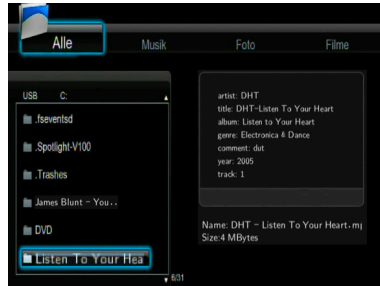 Alle
Musik
Foto
Filme
USB C:
.fseventsd
.Spotlight-V100
.Trashes
James Blunt - You..
DVD
Listen To Your Hea
6/31
artist: DHT
title: DHT-Listen To Your Heart
album: Listen to Your Heart
genre: Electronica & Dance
comment: dut
year: 2005
track: 1
Name: DHT - Listen To Your Heart.mp
Size:4 MBytes